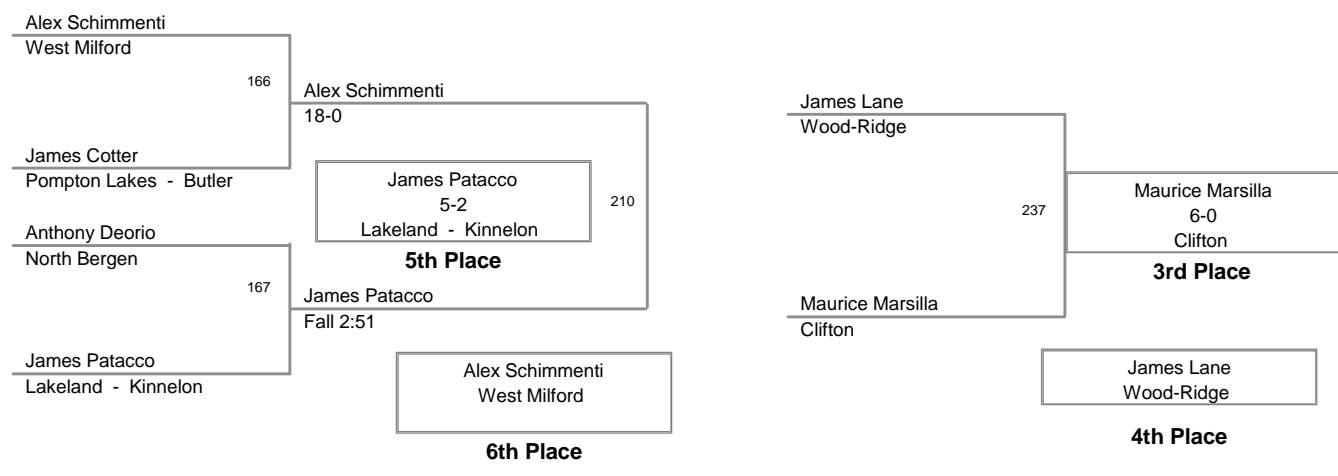 Alex Schimmenti
West Milford
166
Alex Schimmenti
18-0
James Cotter
Pompton Lakes - Butler
James Patacco
5-2
Lakeland - Kinnelon
5th Place
210
Anthony Deorio
North Bergen
167
James Patacco
Fall 2:51
James Patacco
Lakeland - Kinnelon
Alex Schimmenti
West Milford
6th Place
James Lane
Wood-Ridge
237
Maurice Marsilla
6-0
Clifton
3rd Place
Maurice Marsilla
Clifton
James Lane
Wood-Ridge
4th Place